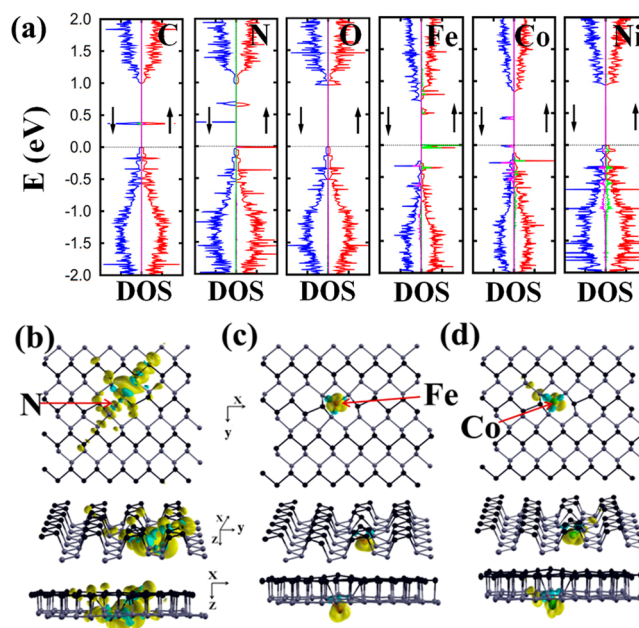 (a) C N O Fe Co Ni
2.0
1.5
1.0
0.5
0.0
-0.5
-1.0
-1.5
2.0
E (eV)
DOS DOS DOS DOS DOS DOS
(b) (c) (d)
N x y Fe Co
x z y
x z